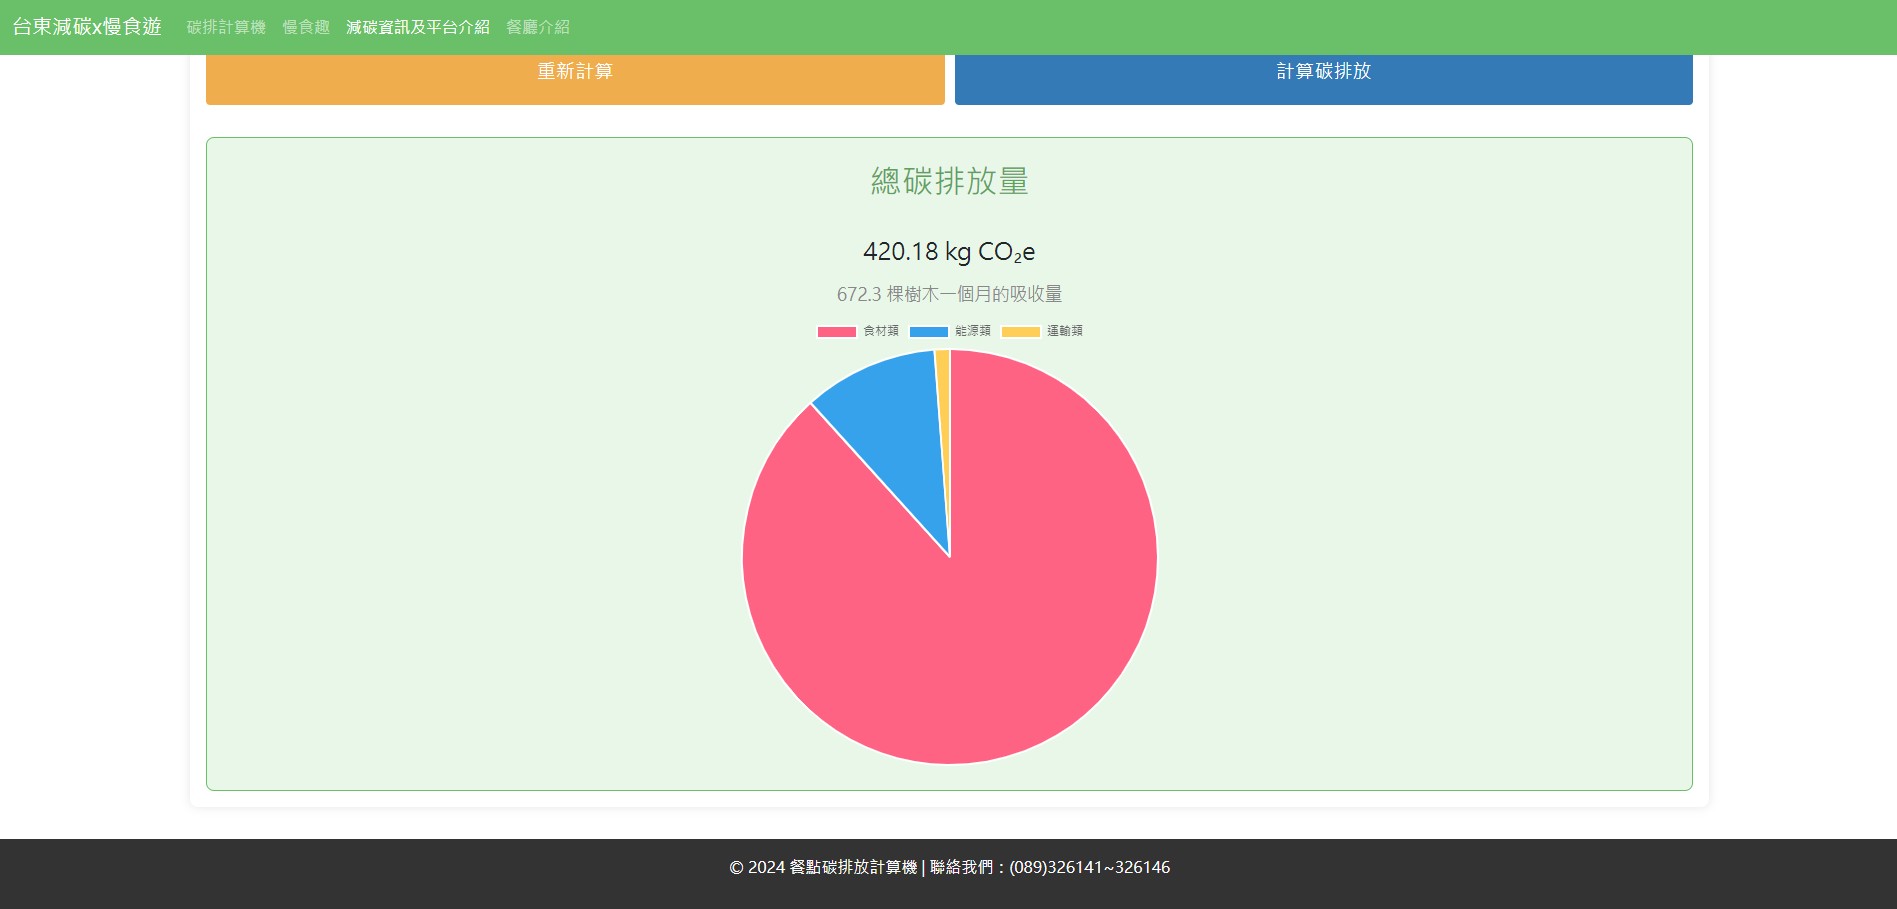 台東減碳x慢食遊 碳排計算機 慢食趣 減碳資訊及平台介紹 餐廳介紹
重新計算 計算碳排放
總碳排放量
420.18 kg CO₂e
672.3 棵樹木一個月的吸收量
食材類 能源類 運輸類
© 2024 餐點碳排放計算機 | 聯絡我們：(089)326141~326146